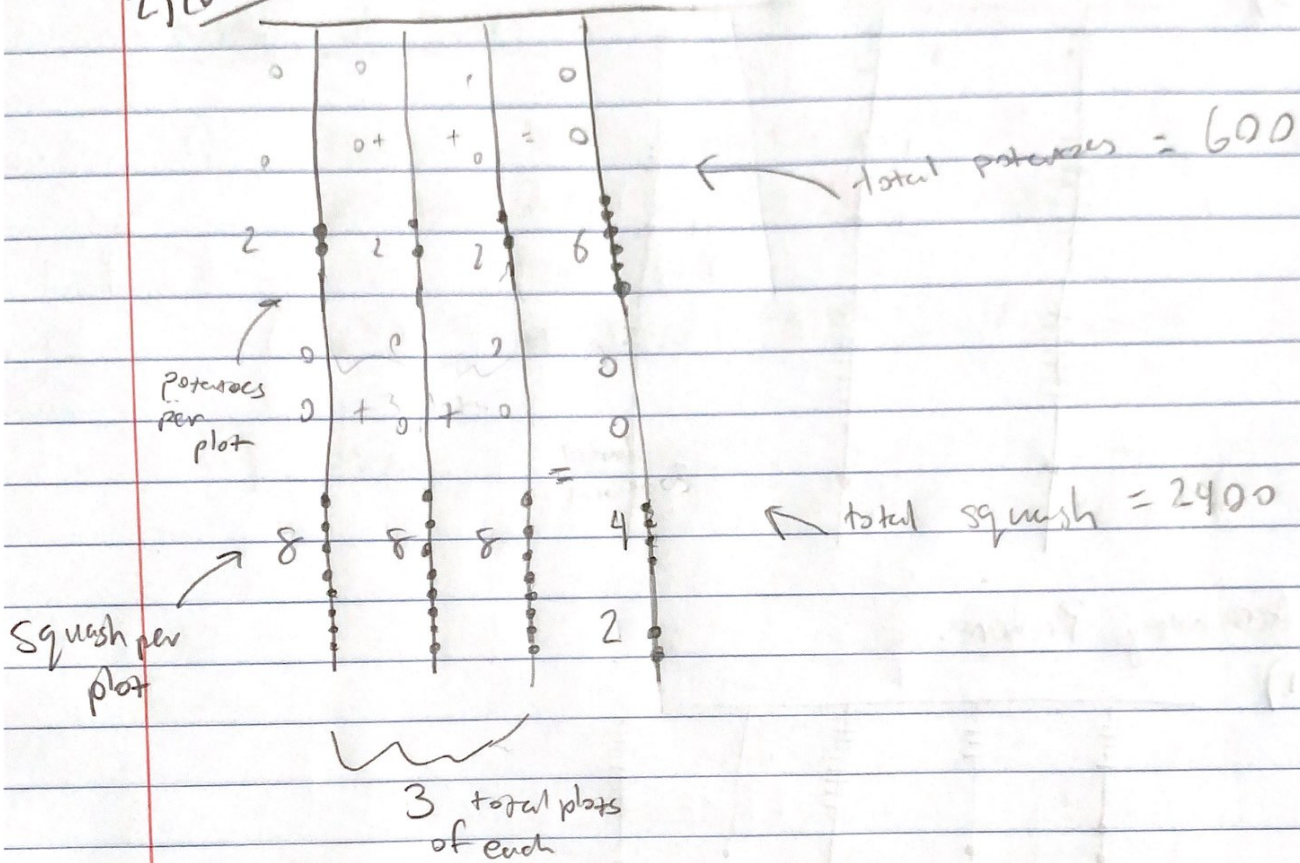 0 0 0
0 0 + + 0 = 0
total potatoes = 600
2 2 2 6
0 0
potatoes
per
plot
0 + 0 + 0 0
=
total squash = 2400
8 8 8 4
Squash per
plot
2
3 total plots
of each